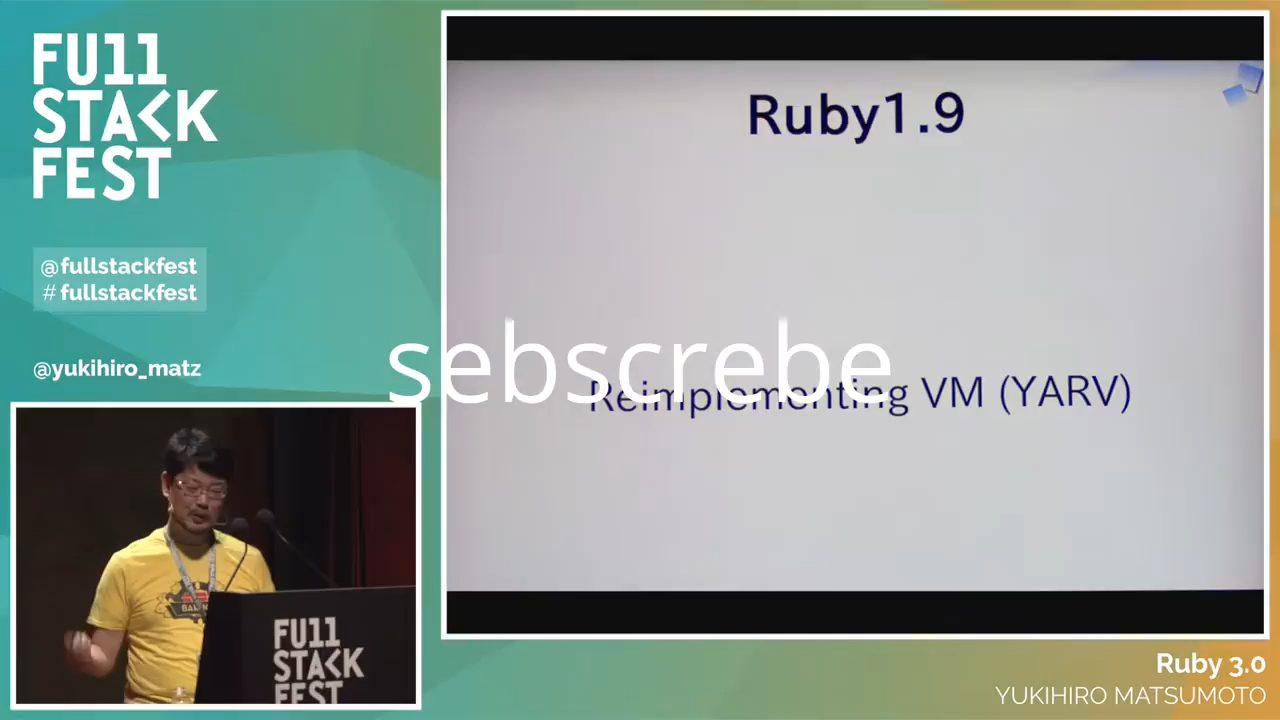 FU11
STACK
FEST
@fullstackfest
# fullstackfest
@yukihiro_matz
Ruby1.9
sebscrebe
Reimplementing VM (YARV)
FU11
STACK
FEST
Ruby 3.0
YUKIHIRO MATSUMOTO